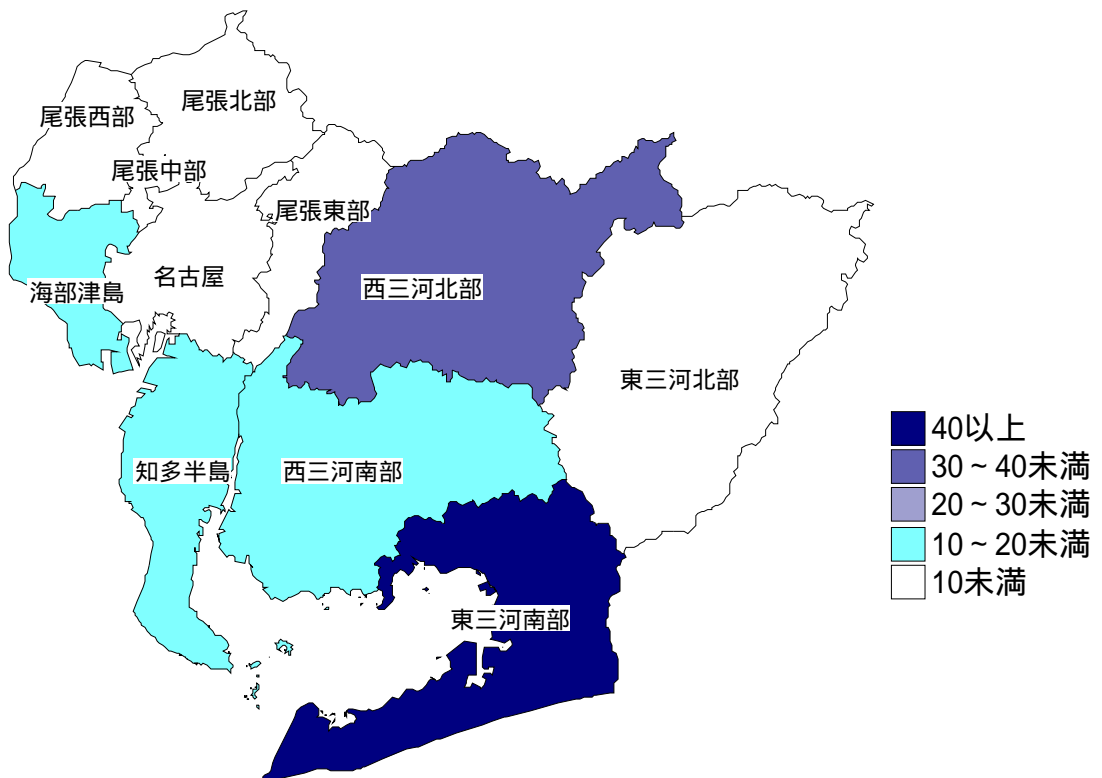 尾張北部
尾張西部
尾張中部
尾張東部
名古屋
海部津島
西三河北部
東三河北部
知多半島
西三河南部
東三河南部
40以上
30～40未満
20～30未満
10～20未満
10未満